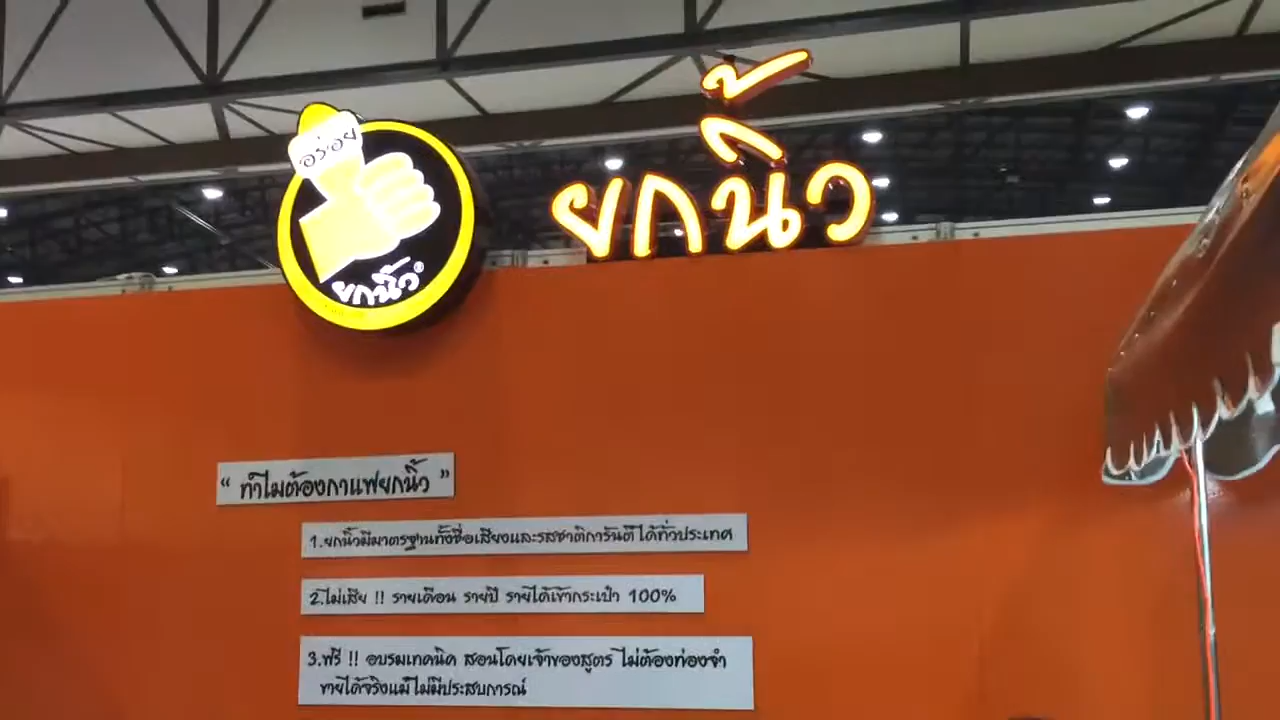 อร่อย
ยกนิ้ว®
ยกนิ้ว
“ ทำไมต้องกาแฟยกนิ้ว ”
1.ยกนิ้วมีมาตรฐานทั้งชื่อเสียงและรสชาติการันตีได้ทั่วประเทศ
2.ไม่เสีย !! รายเดือน รายปี รายได้เข้ากระเป๋า 100%
3.ฟรี !! อบรมเทคนิค สอนโดยเจ้าของสูตร ไม่ต้องท่องจำ
ขายได้จริงแม้ไม่มีประสบการณ์